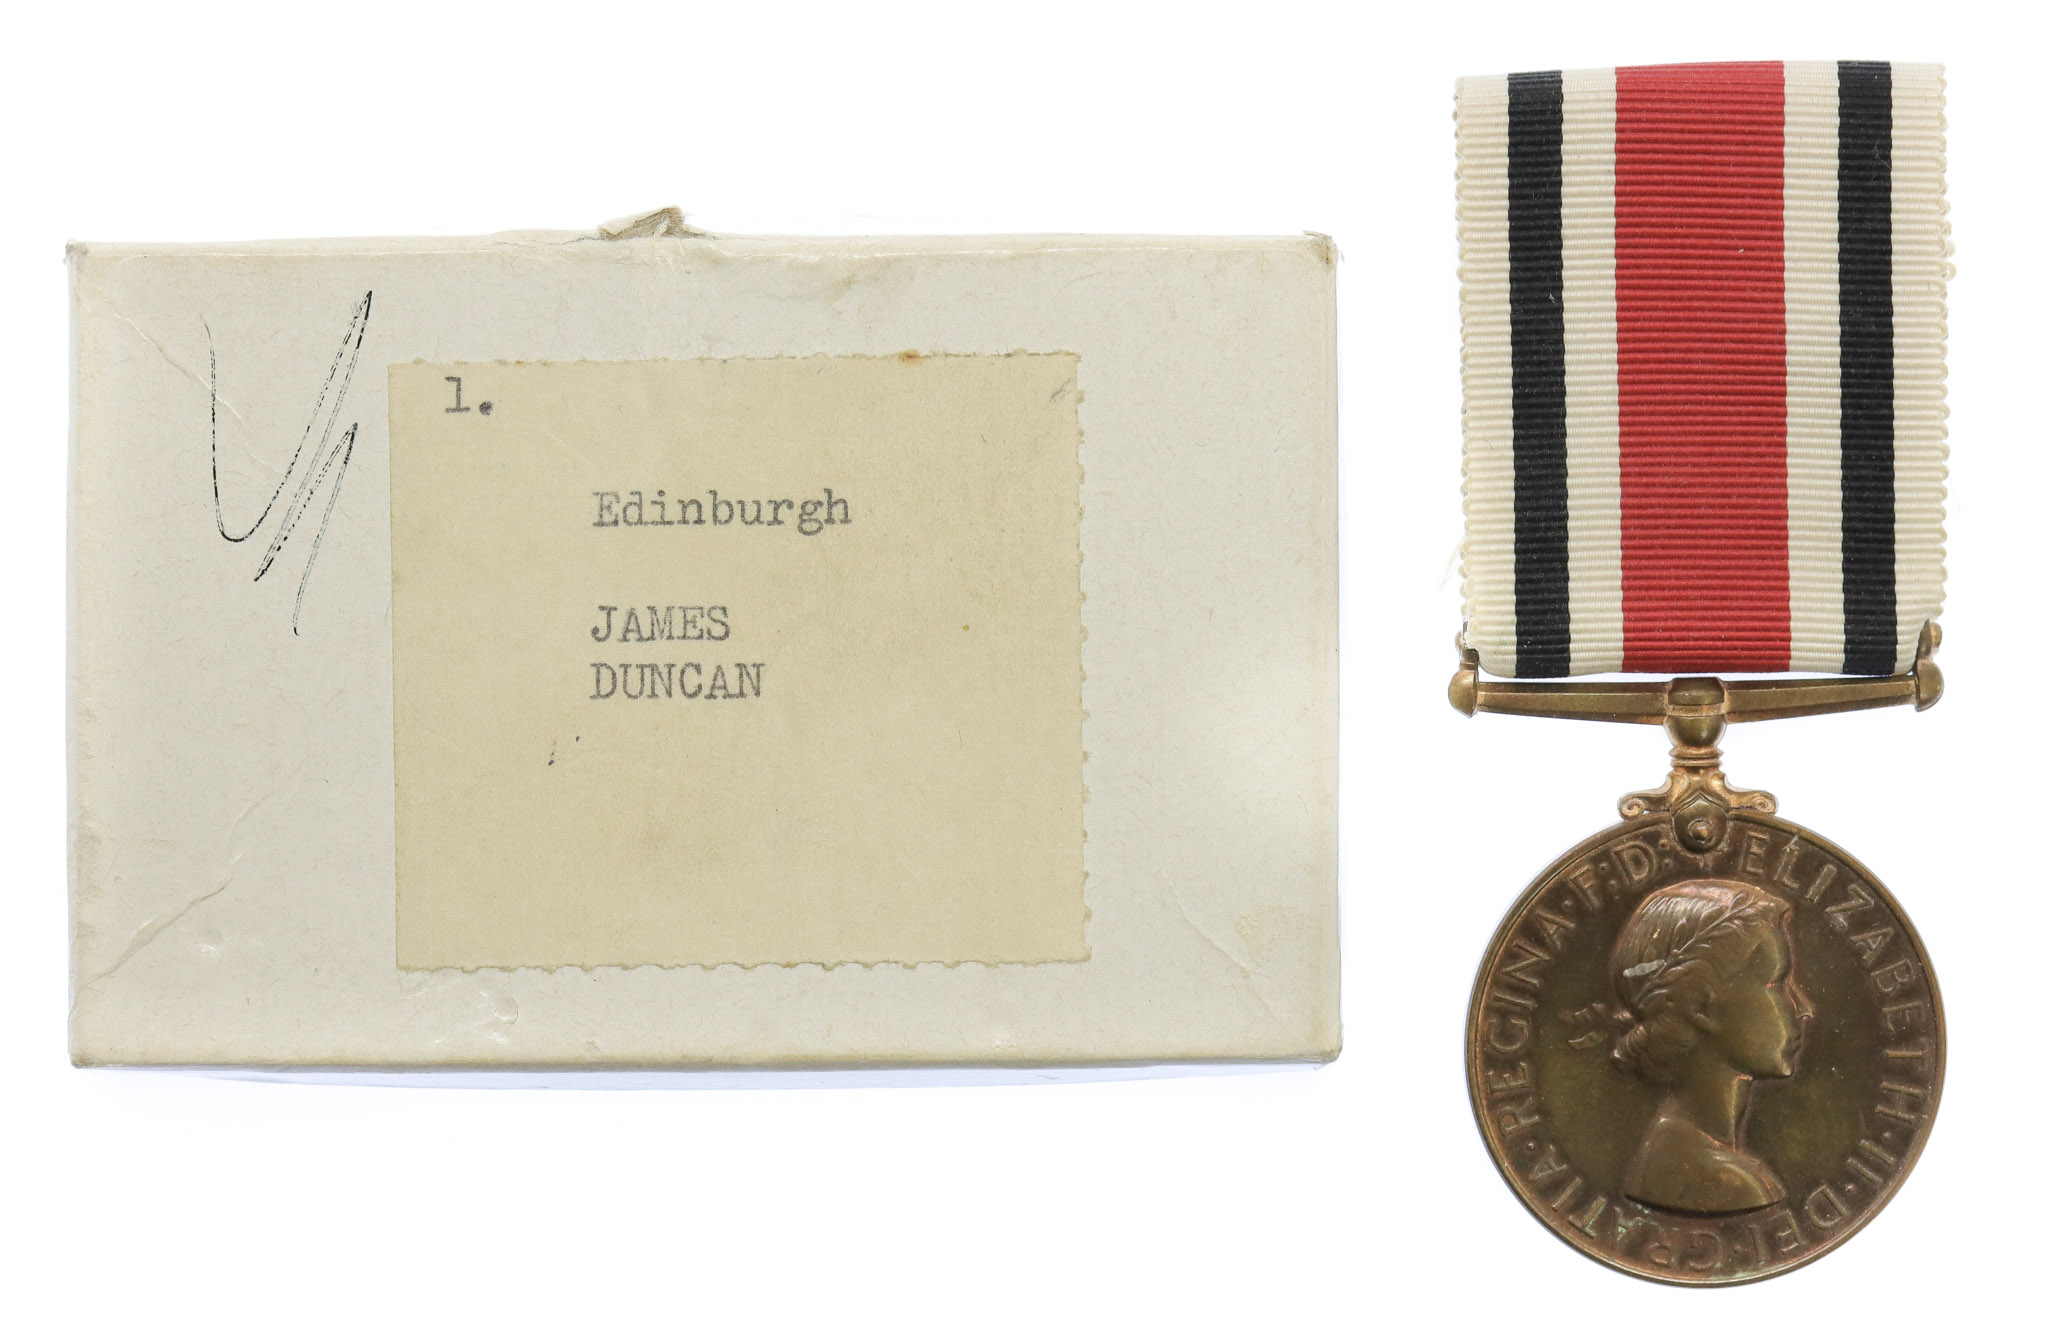 1.
Edinburgh
JAMES
DUNCAN
ELIZABETH·II·DEI·GRATIA·REGINA·F:D: